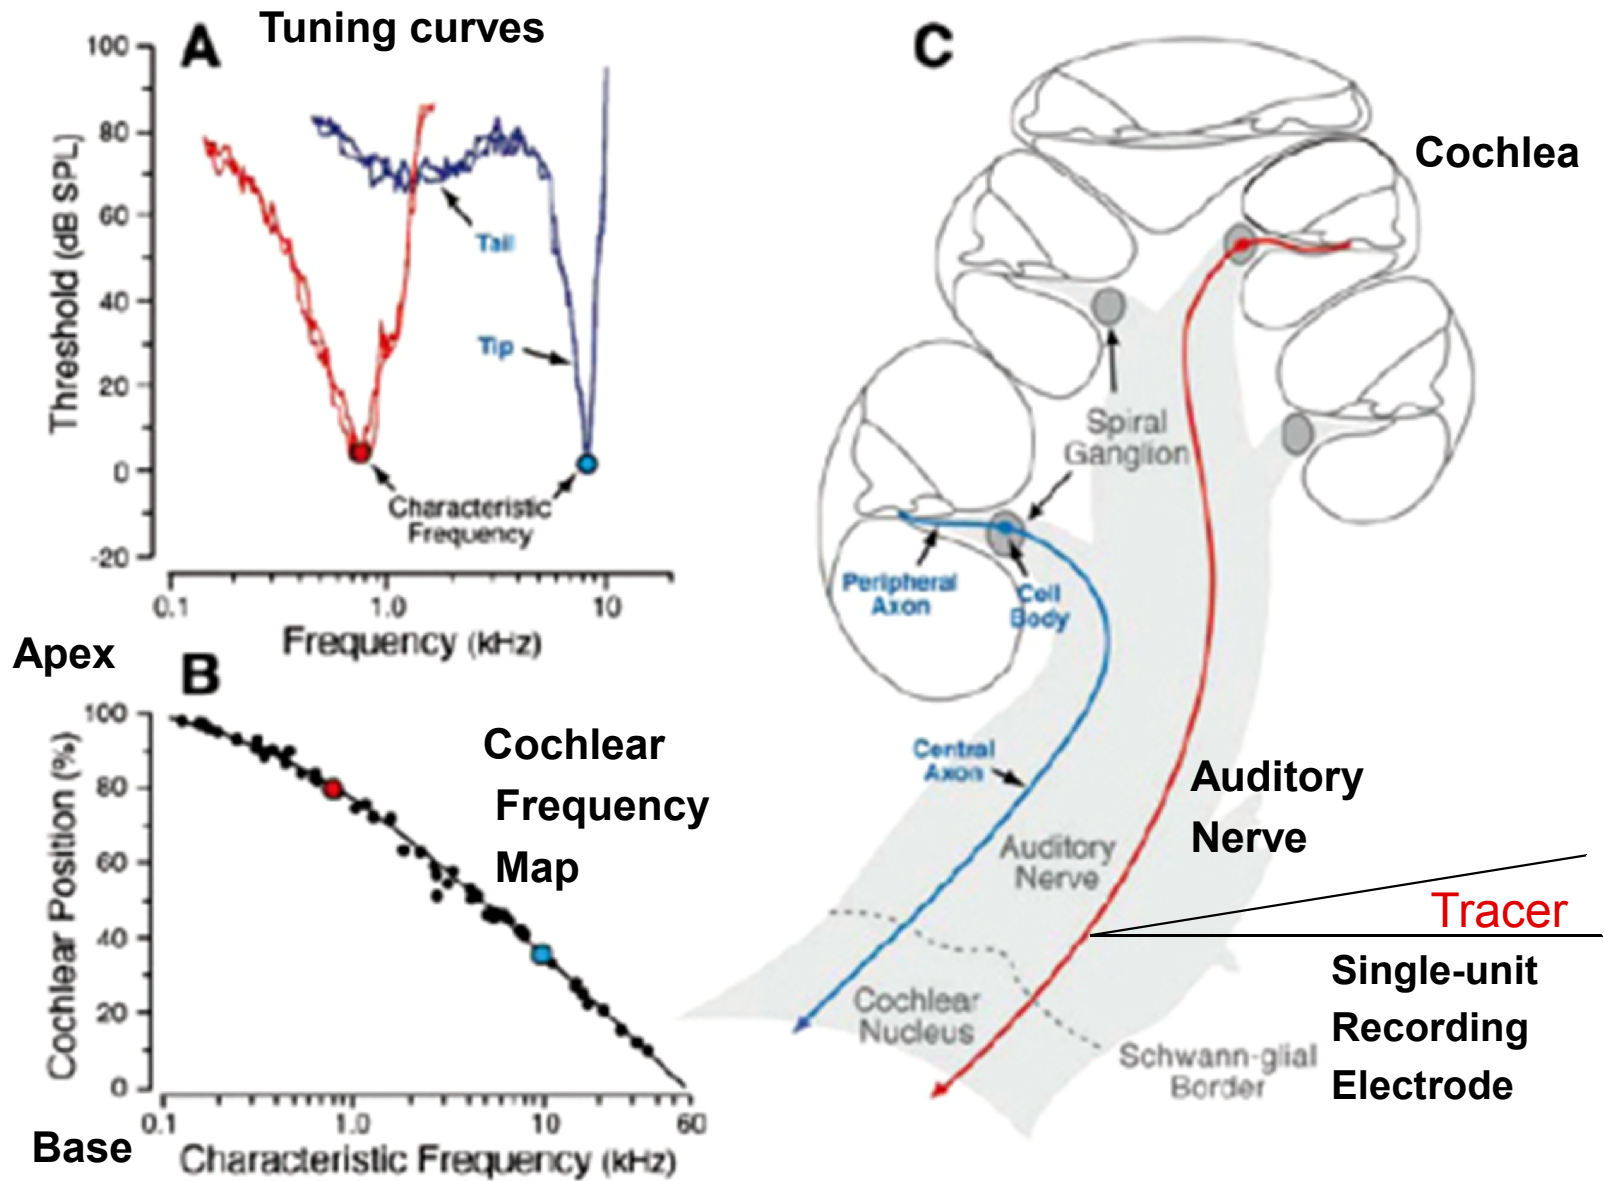 A
Tuning curves
100
80
60
40
20
0
-20
Threshold (dB SPL)
Tail
Tip
Characteristic
Frequency
0.1
1.0
10
Frequency (kHz)
Apex
B
Cochlear
Frequency
Map
100
80
60
40
20
0
Cochlear Position (%)
0.1
1.0
10
60
Base
Characteristic Frequency (kHz)
C
Cochlea
Spiral
Ganglion
Peripheral
Axon
Cell
Body
Central
Axon
Auditory
Nerve
Auditory
Nerve
Tracer
Cochlear
Nucleus
Schwann-glial
Border
Single-unit
Recording
Electrode